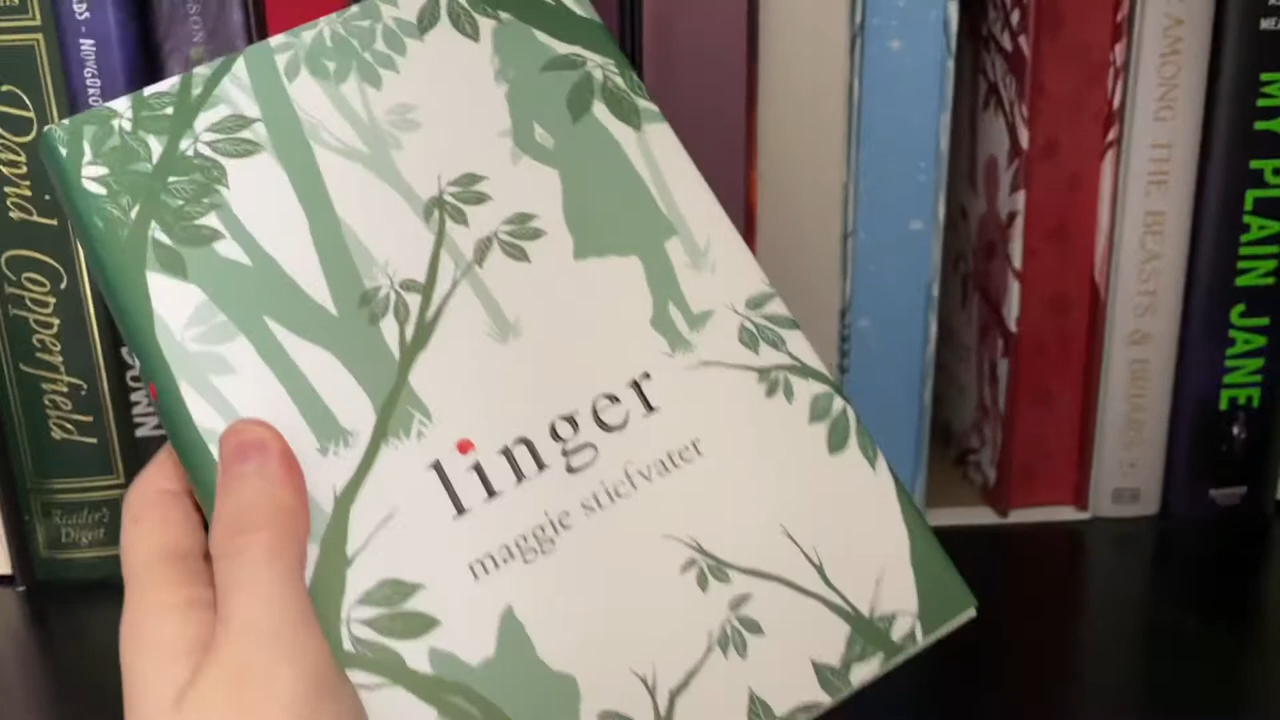 linger
maggie stiefvater
David Copperfield
Reader's
Digest
AMONG THE BEASTS & BRIARS
MY PLAIN JANE